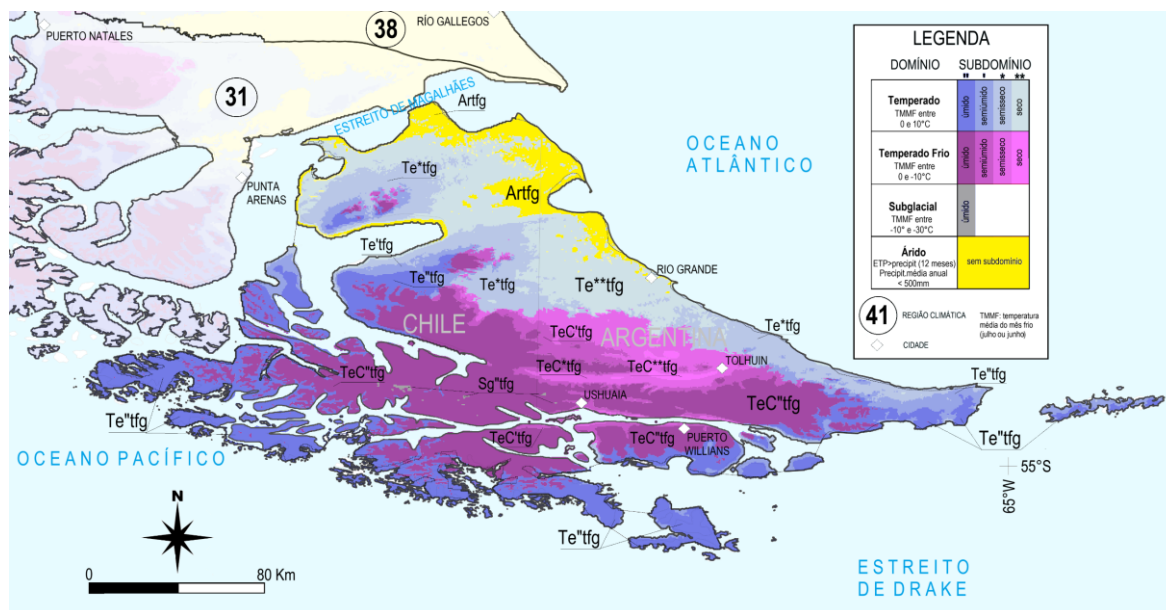 PUERTO NATALES
38
RÍO GALLEGOS
31
ESTREITO DE MAGALHÃES
Artfg
PUNTA
ARENAS
Te*tfg
Artfg
OCEANO
ATLÂNTICO
Te'tfg
RIO GRANDE
Te"tfg
Te*tfg
Te**tfg
CHILE
ARGENT
TeC'tfg
Te*tfg
TeC*tfg
TeC**tfg
TOLHUIN
TeC"tfg
Sg"tfg
USHUAIA
TeC"tfg
Te"tfg
Te"tfg
TeC'tfg
TeC"tfg
PUERTO
WILLIANS
Te"tfg
OCEANO PACÍFICO
55°S
65°W
N
Te"tfg
0
80 Km
ESTREITO
DE DRAKE
LEGENDA
DOMÍNIO SUBDOMÍNIO
" ' * **
Temperado
TMMF entre
0 e 10°C
úmido
semiúmido
semisseco
seco
Temperado Frio
TMMF entre
0 e -10°C
úmido
semiúmido
semisseco
seco
Subglacial
TMMF entre
-10° e -30°C
úmido
Árido
ETP>precipit (12 meses)
Precipit.média anual
< 500mm
sem subdomínio
41
REGIÃO CLIMÁTICA
TMMF: temperatura
média do mês frio
(julho ou junho)
CIDADE